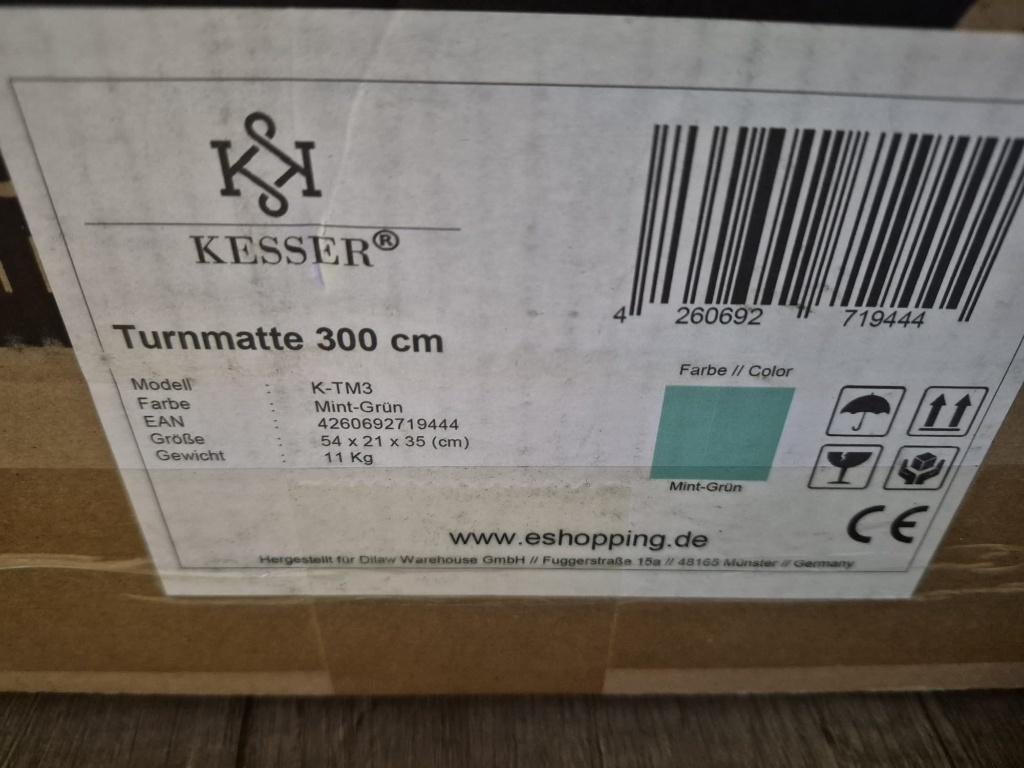 KESSER®
4 260692 719444
Turnmatte 300 cm
Modell : K-TM3
Farbe : Mint-Grün
EAN : 4260692719444
Größe : 54 x 21 x 35 (cm)
Gewicht : 11 Kg
Farbe // Color
Mint-Grün
www.eshopping.de
CE
Hergestellt für Dilaw Warehouse GmbH // Fuggerstraße 15a // 48165 Münster // Germany